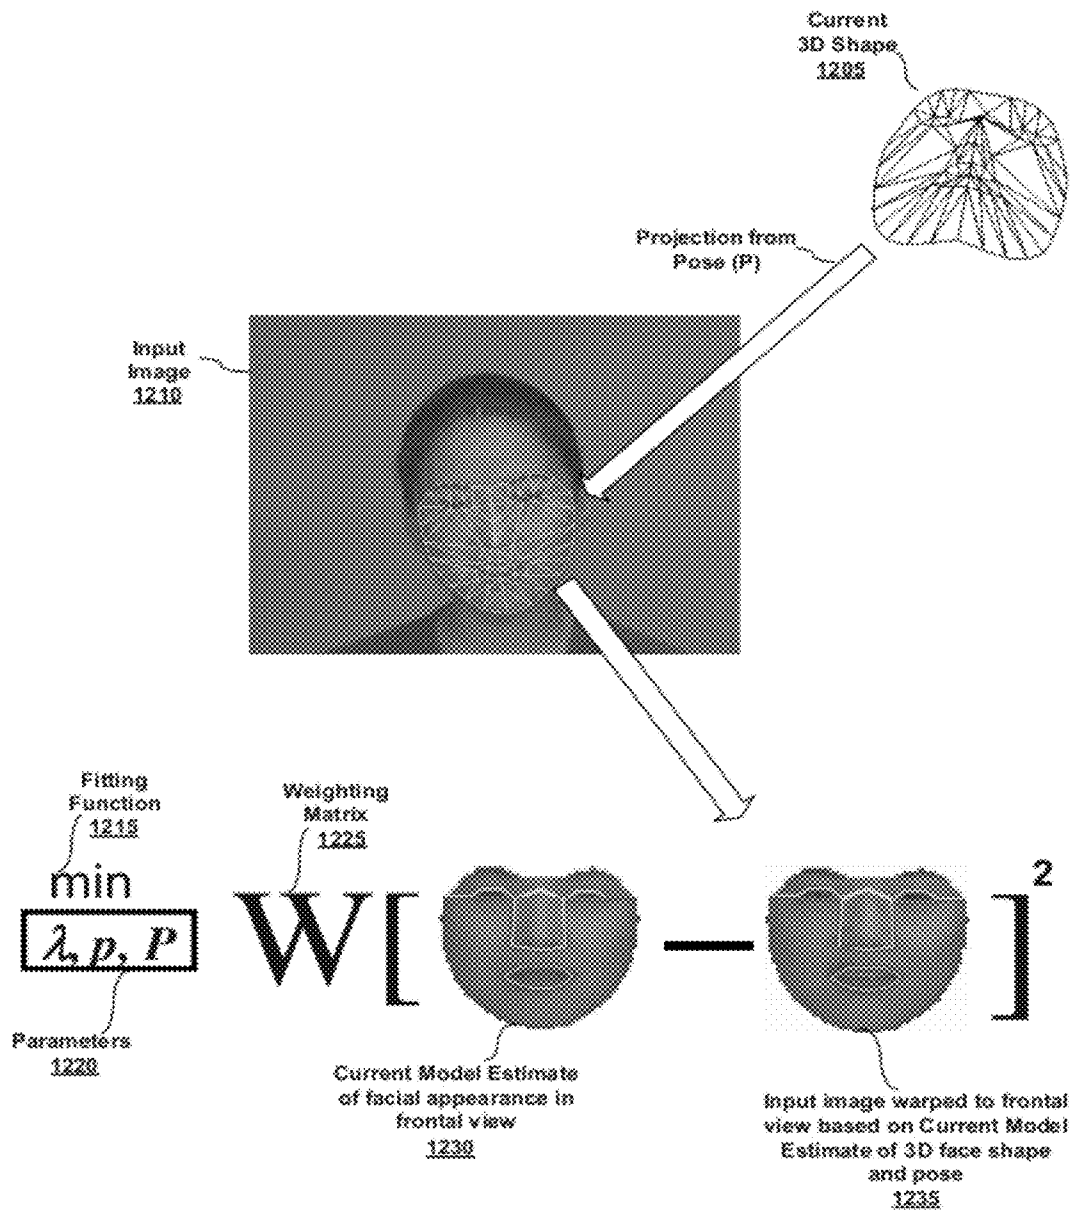 Current
3D Shape
1205
Projection from
Pose (P)
Input
Image
1210
Fitting
Function
1215
min
λ, p, P
Parameters
1220
Weighting
Matrix
1225
W [ — ]²
Current Model Estimate
of facial appearance in
frontal view
1230
Input image warped to frontal
view based on Current Model
Estimate of 3D face shape
and pose
1235